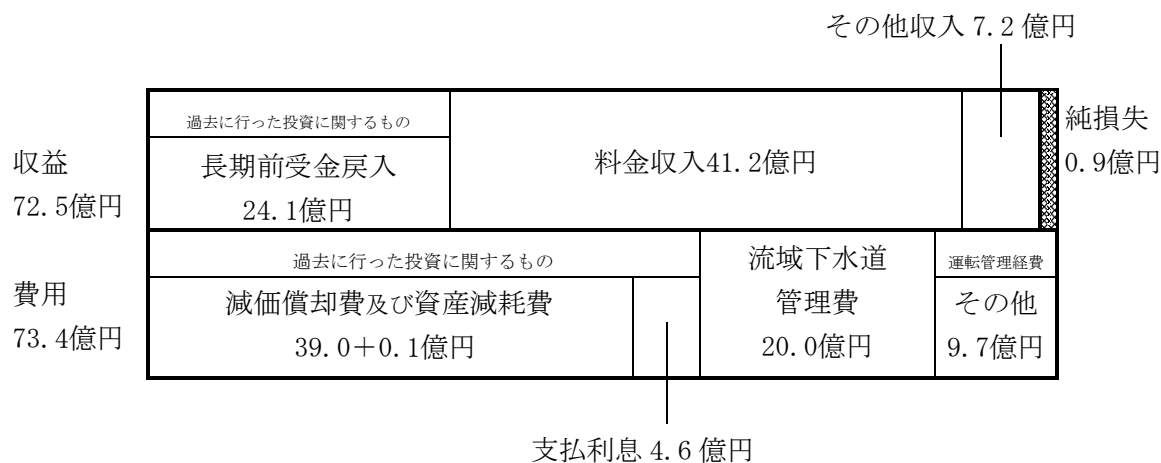 その他収入 7.2 億円
過去に行った投資に関するもの
長期前受金戻入
24.1億円
料金収入41.2億円
純損失
0.9億円
収益
72.5億円
過去に行った投資に関するもの
減価償却費及び資産減耗費
39.0+0.1億円
流域下水道
管理費
20.0億円
運転管理経費
その他
9.7億円
費用
73.4億円
支払利息 4.6 億円